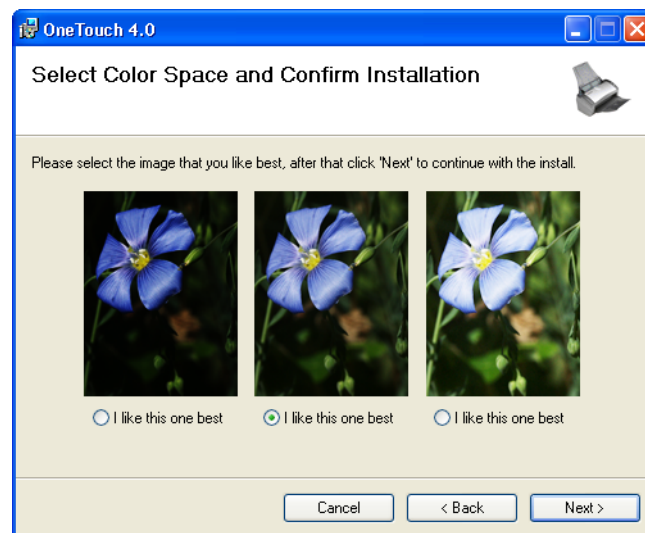 OneTouch 4.0
Select Color Space and Confirm Installation
Please select the image that you like best, after that click 'Next' to continue with the install.
I like this one best I like this one best I like this one best
Cancel < Back Next >